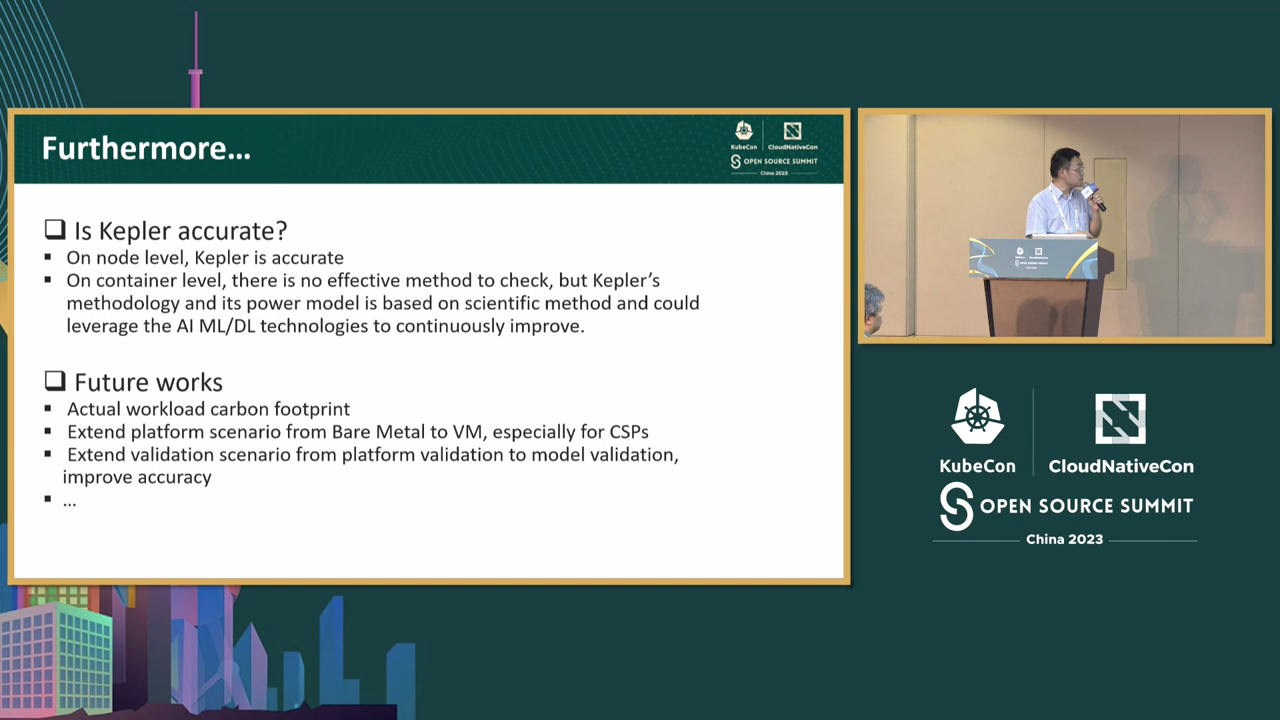 Furthermore…
KubeCon
CloudNativeCon
OPEN SOURCE SUMMIT
China 2023
Is Kepler accurate?
On node level, Kepler is accurate
On container level, there is no effective method to check, but Kepler's
methodology and its power model is based on scientific method and could
leverage the AI ML/DL technologies to continuously improve.
Future works
Actual workload carbon footprint
Extend platform scenario from Bare Metal to VM, especially for CSPs
Extend validation scenario from platform validation to model validation,
improve accuracy
…
KubeCon
CloudNativeCon
OPEN SOURCE SUMMIT
China 2023